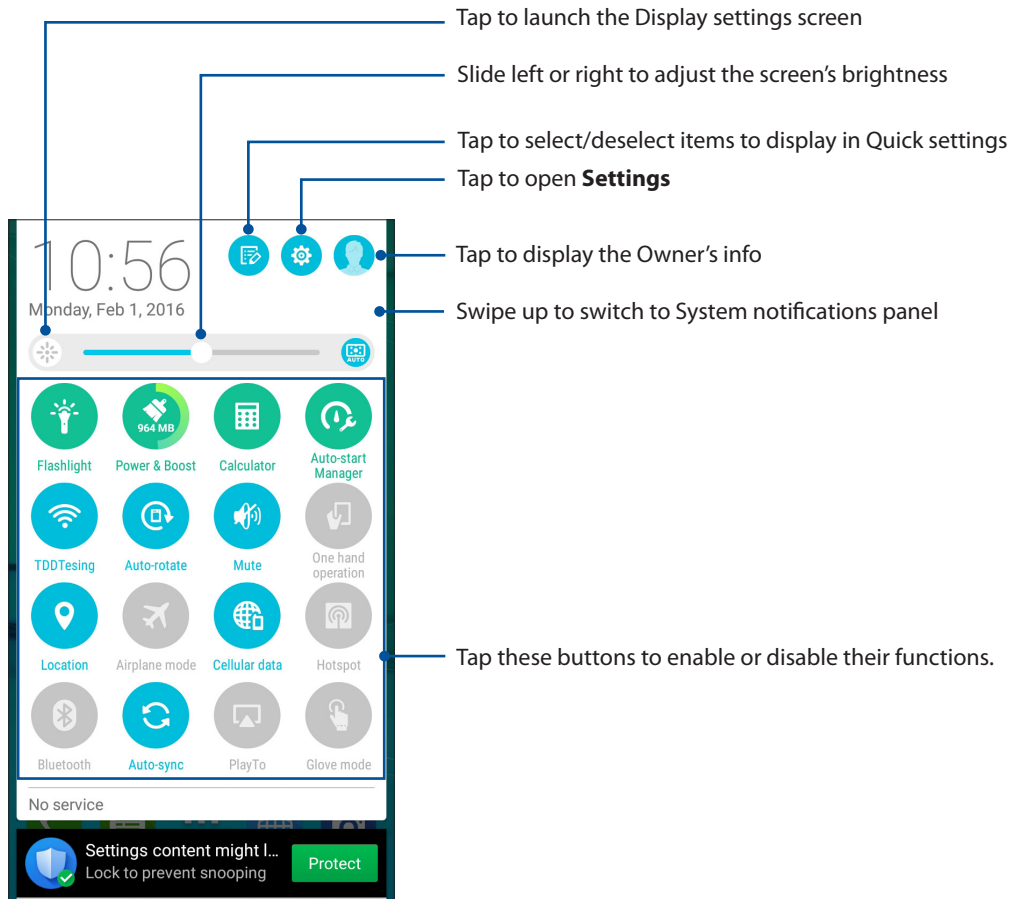 Tap to launch the Display settings screen
Slide left or right to adjust the screen's brightness
Tap to select/deselect items to display in Quick settings
Tap to open Settings
10:56
Tap to display the Owner's info
Monday, Feb 1, 2016
Swipe up to switch to System notifications panel
AUTO
964 MB
Flashlight
Power & Boost
Calculator
Auto-start
Manager
TDDTesing
Auto-rotate
Mute
One hand
operation
Location
Airplane mode
Cellular data
Hotspot
Tap these buttons to enable or disable their functions.
Bluetooth
Auto-sync
PlayTo
Glove mode
No service
Settings content might l...
Lock to prevent snooping
Protect